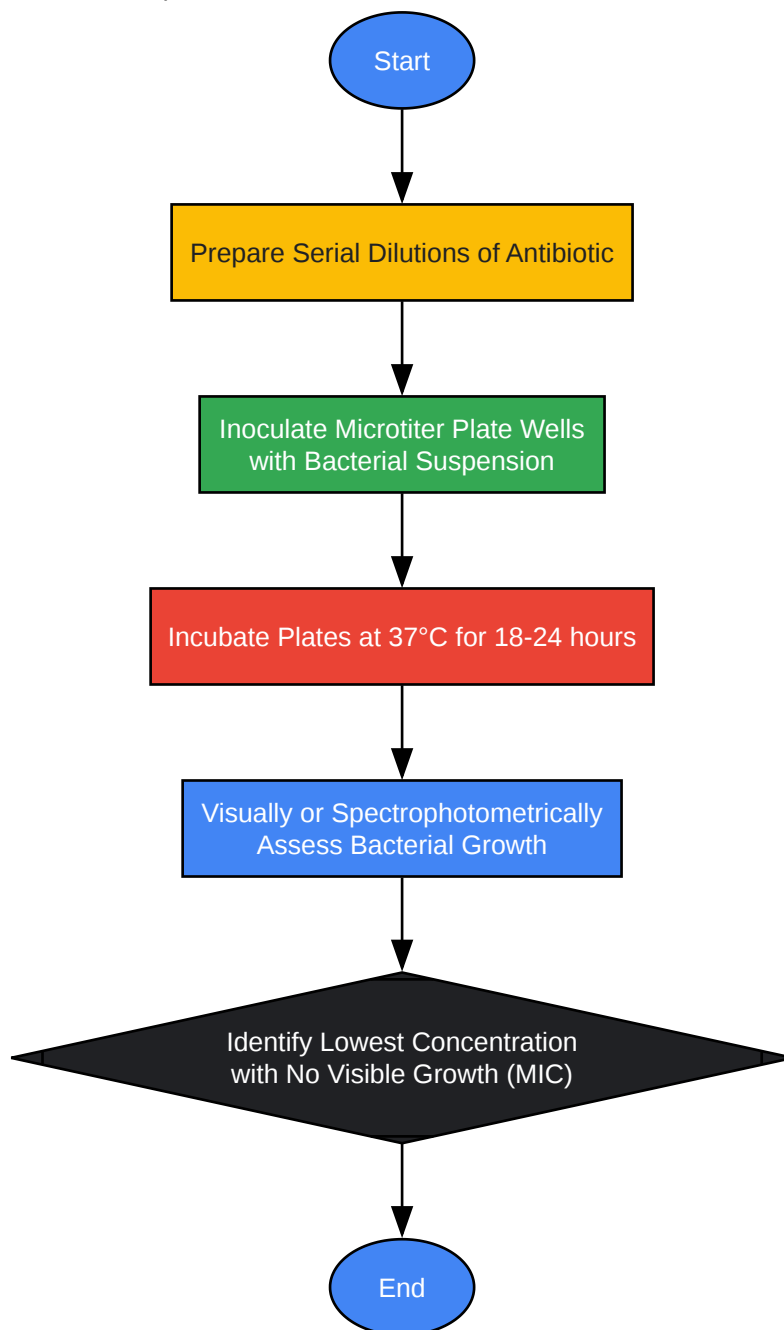 Start
Prepare Serial Dilutions of Antibiotic
Inoculate Microtiter Plate Wells
with Bacterial Suspension
Incubate Plates at 37°C for 18-24 hours
Visually or Spectrophotometrically
Assess Bacterial Growth
Identify Lowest Concentration
with No Visible Growth (MIC)
End